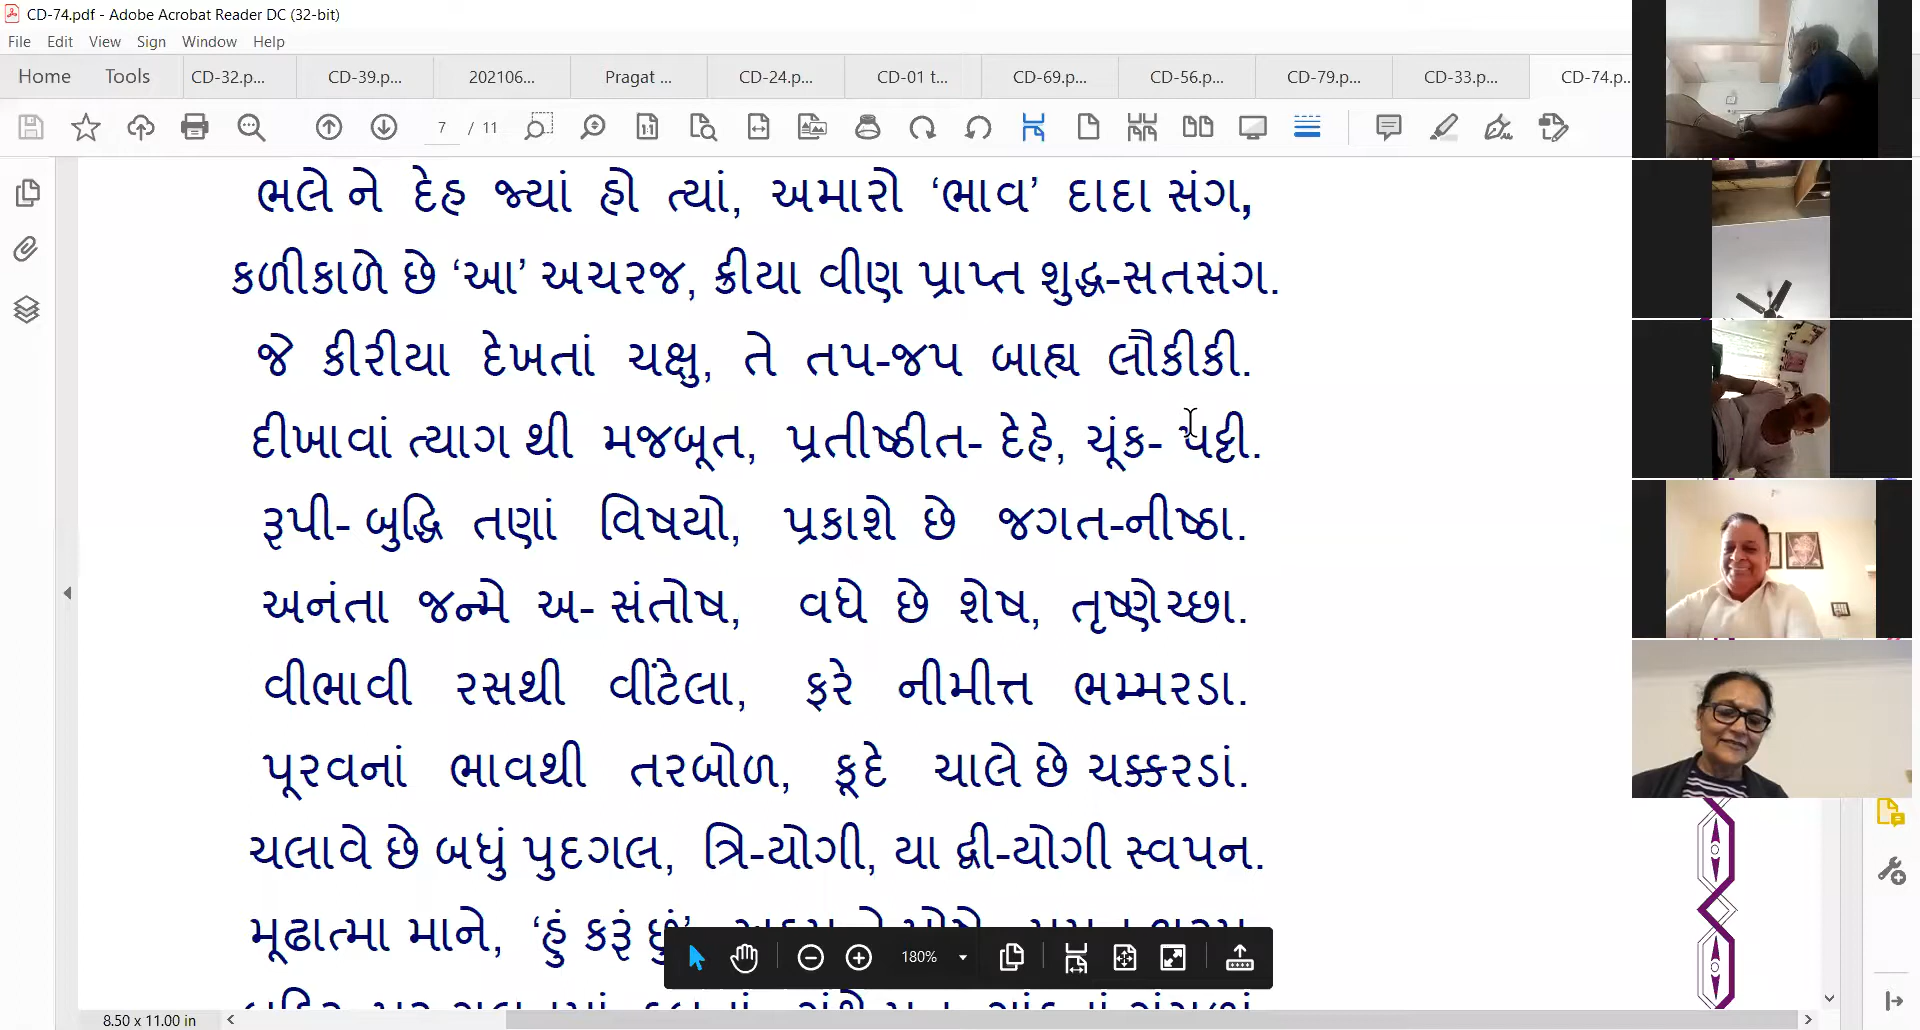 CD-74.pdf - Adobe Acrobat Reader DC (32-bit)
File Edit View Sign Window Help
Home Tools CD-32.p... CD-39.p... 202106... Pragat ... CD-24.p... CD-01 t... CD-69.p... CD-56.p... CD-79.p... CD-33.p... CD-74.p...
7 / 11
ભલે ને દેહ જ્યાં હો ત્યાં, અમારો ‘ભાવ’ દાદા સંગ,
કળીકાળે છે ‘આ’ અચરજ, ક્રીયા વીણ પ્રાપ્ત શુદ્ધ-સતસંગ.
જે કીરીયા દેખતાં ચક્ષુ, તે તપ-જપ બાહ્ય લૌકીકી.
દીખાવાં ત્યાગ થી મજબૂત, પ્રતીષ્ઠીત- દેહે, ચૂંક- પટ્ટી.
રૂપી- બુદ્ધિ તણાં વિષયો, પ્રકાશે છે જગત-નીષ્ઠા.
અનંતા જન્મે અ- સંતોષ, વધે છે શેષ, તૃષ્ણેચ્છા.
વીભાવી રસથી વીંટેલા, ફરે નીમીત્ત ભમ્મરડા.
પૂરવનાં ભાવથી તરબોળ, કૂદે ચાલે છે ચક્કરડાં.
ચલાવે છે બધું પુદગલ, ત્રિ-યોગી, યા દ્વી-યોગી સ્વપન.
મૂઢાત્મા માને, ‘હું કરૂં છું’
180%
8.50 x 11.00 in